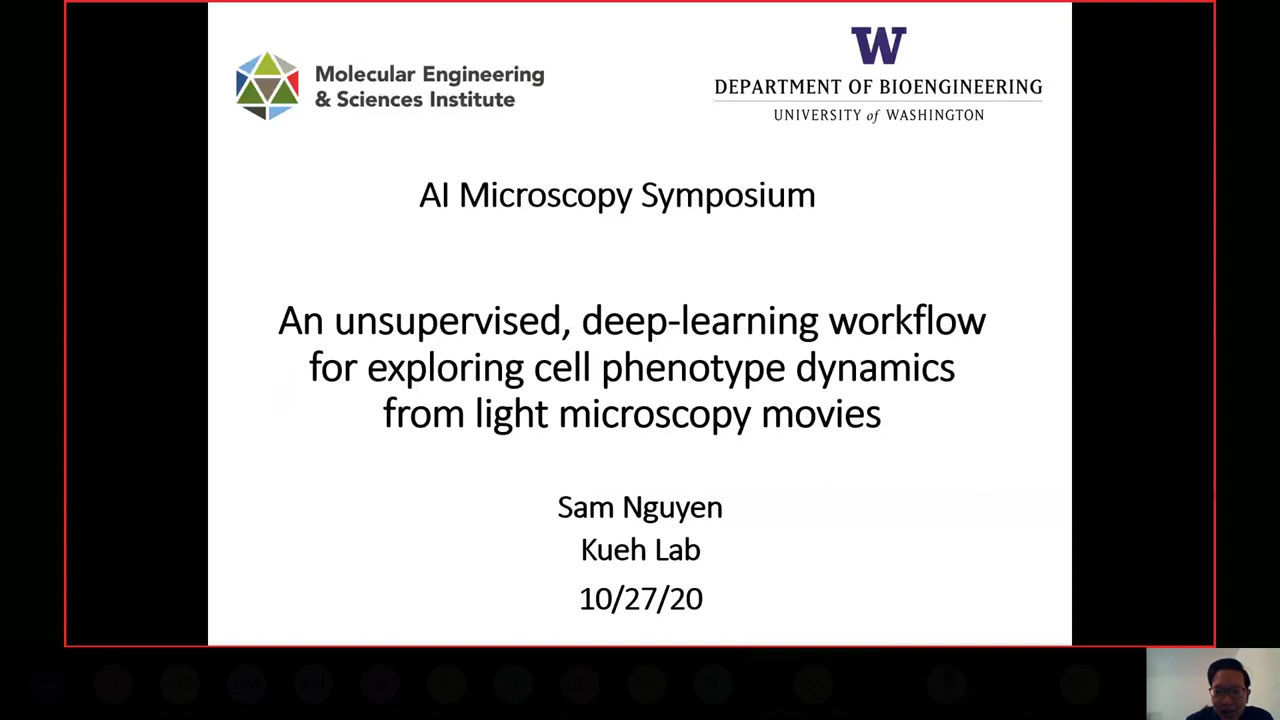 Molecular Engineering
& Sciences Institute
W
DEPARTMENT OF BIOENGINEERING
UNIVERSITY of WASHINGTON
AI Microscopy Symposium
An unsupervised, deep-learning workflow
for exploring cell phenotype dynamics
from light microscopy movies
Sam Nguyen
Kueh Lab
10/27/20